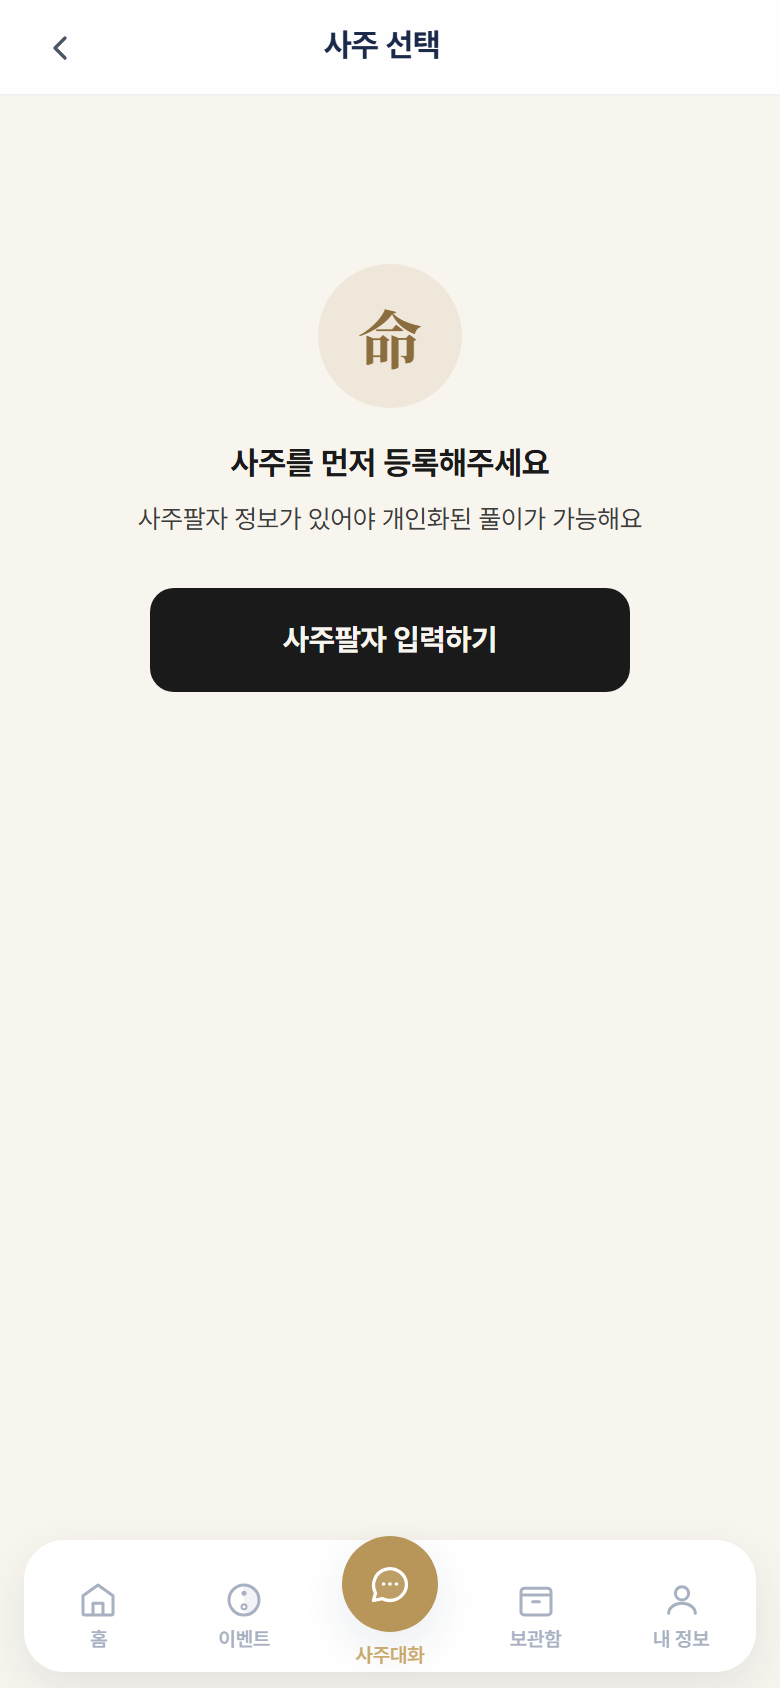 사주 선택
命
사주를 먼저 등록해주세요
사주팔자 정보가 있어야 개인화된 풀이가 가능해요
사주팔자 입력하기
홈
이벤트
사주대화
보관함
내 정보